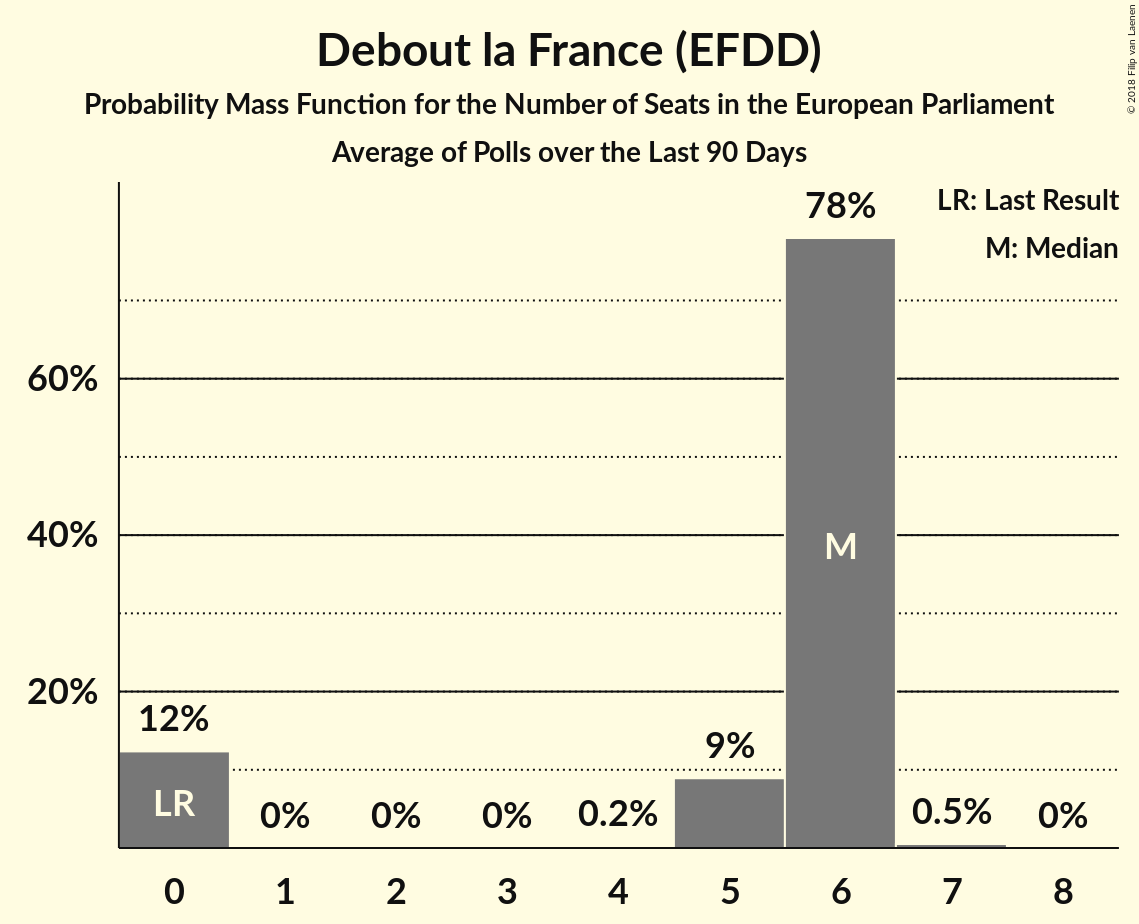 Debout la France (EFDD)
Probability Mass Function for the Number of Seats in the European Parliament
Average of Polls over the Last 90 Days
© 2018 Filip van Laenen
LR: Last Result
M: Median
78%
60%
40%
20%
M
12%
LR
0%
0%
0%
0.2%
9%
0.5%
0%
0 1 2 3 4 5 6 7 8